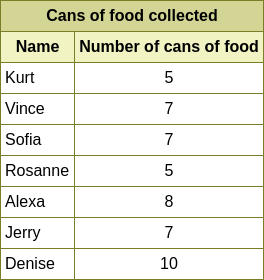 Cans of food collected
Name Number of cans of food
Kurt 5
Vince 7
Sofia 7
Rosanne 5
Alexa 8
Jerry 7
Denise 10